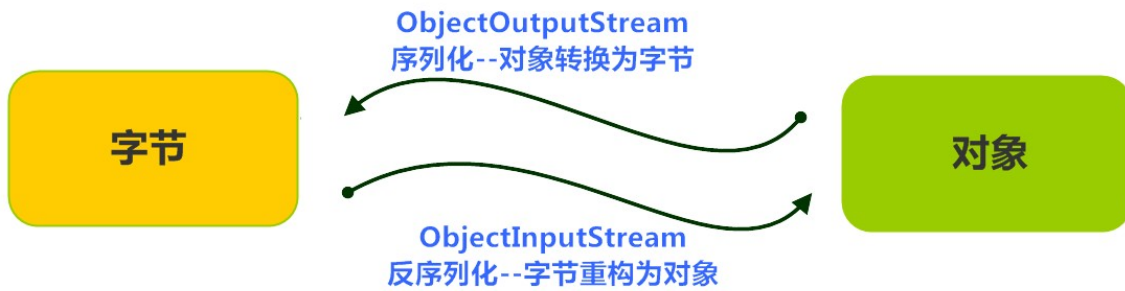 ObjectOutputStream
序列化--对象转换为字节
字节
对象
ObjectInputStream
反序列化--字节重构为对象